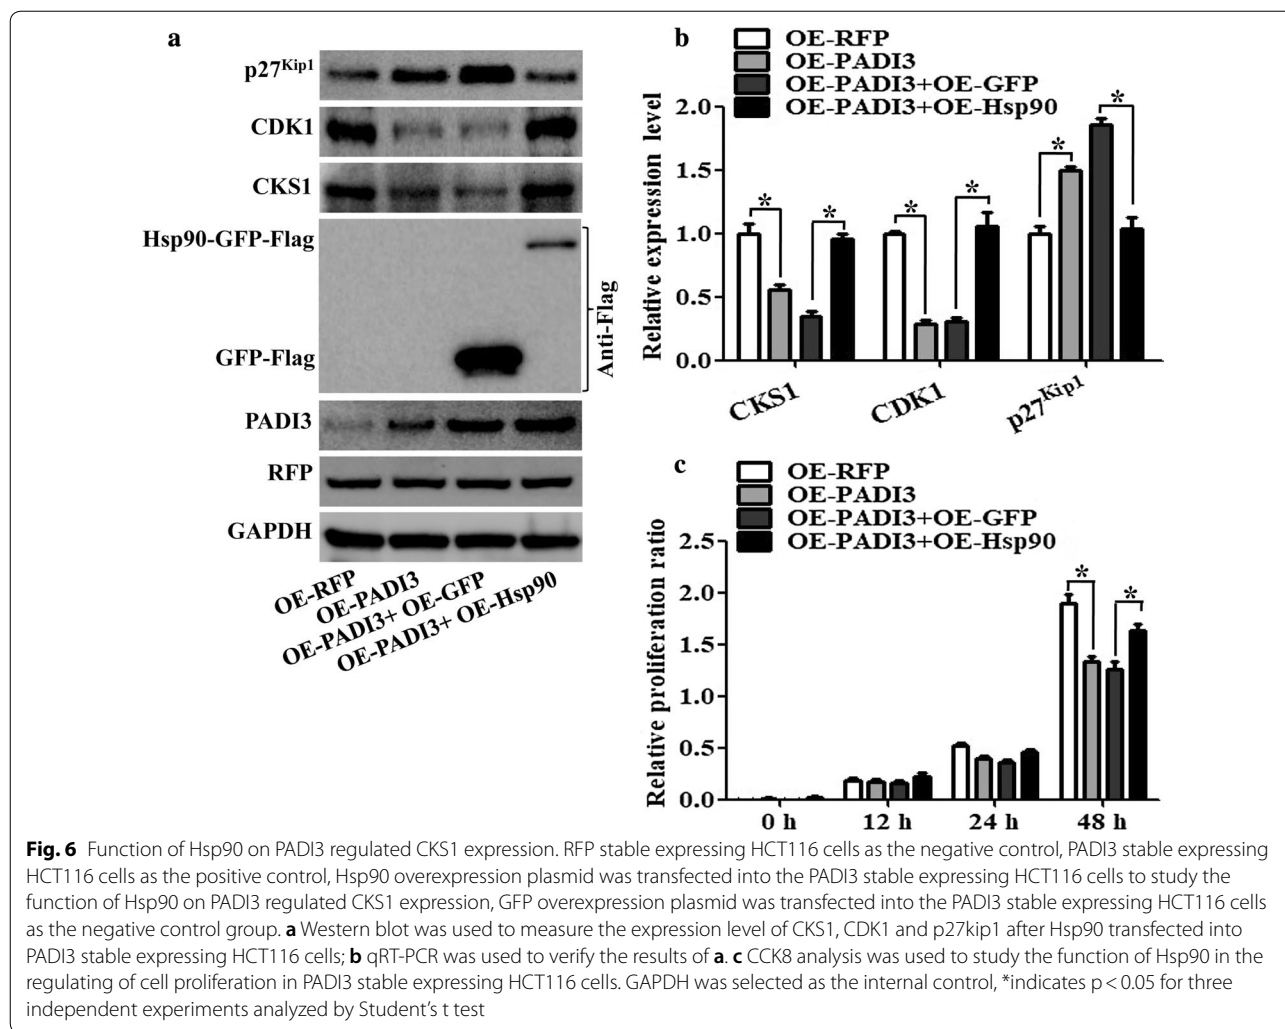 a
p27Kip1
CDK1
CKS1
Hsp90-GFP-Flag
GFP-Flag
Anti-Flag
PADI3
RFP
GAPDH
OE-RFP
OE-PADI3
OE-PADI3+ OE-GFP
OE-PADI3+ OE-Hsp90
b
OE-RFP
OE-PADI3
OE-PADI3+OE-GFP
OE-PADI3+OE-Hsp90
Relative expression level
2.0
1.5
1.0
0.5
0.0
* * * * * *
CKS1 CDK1 p27Kip1
c
OE-RFP
OE-PADI3
OE-PADI3+OE-GFP
OE-PADI3+OE-Hsp90
Relative proliferation ratio
2.5
2.0
1.5
1.0
0.5
0.0
* *
0 h 12 h 24 h 48 h
Fig. 6 Function of Hsp90 on PADI3 regulated CKS1 expression. RFP stable expressing HCT116 cells as the negative control, PADI3 stable expressing
HCT116 cells as the positive control, Hsp90 overexpression plasmid was transfected into the PADI3 stable expressing HCT116 cells to study the
function of Hsp90 on PADI3 regulated CKS1 expression, GFP overexpression plasmid was transfected into the PADI3 stable expressing HCT116 cells
as the negative control group. a Western blot was used to measure the expression level of CKS1, CDK1 and p27kip1 after Hsp90 transfected into
PADI3 stable expressing HCT116 cells; b qRT-PCR was used to verify the results of a. c CCK8 analysis was used to study the function of Hsp90 in the
regulating of cell proliferation in PADI3 stable expressing HCT116 cells. GAPDH was selected as the internal control, *indicates p < 0.05 for three
independent experiments analyzed by Student's t test